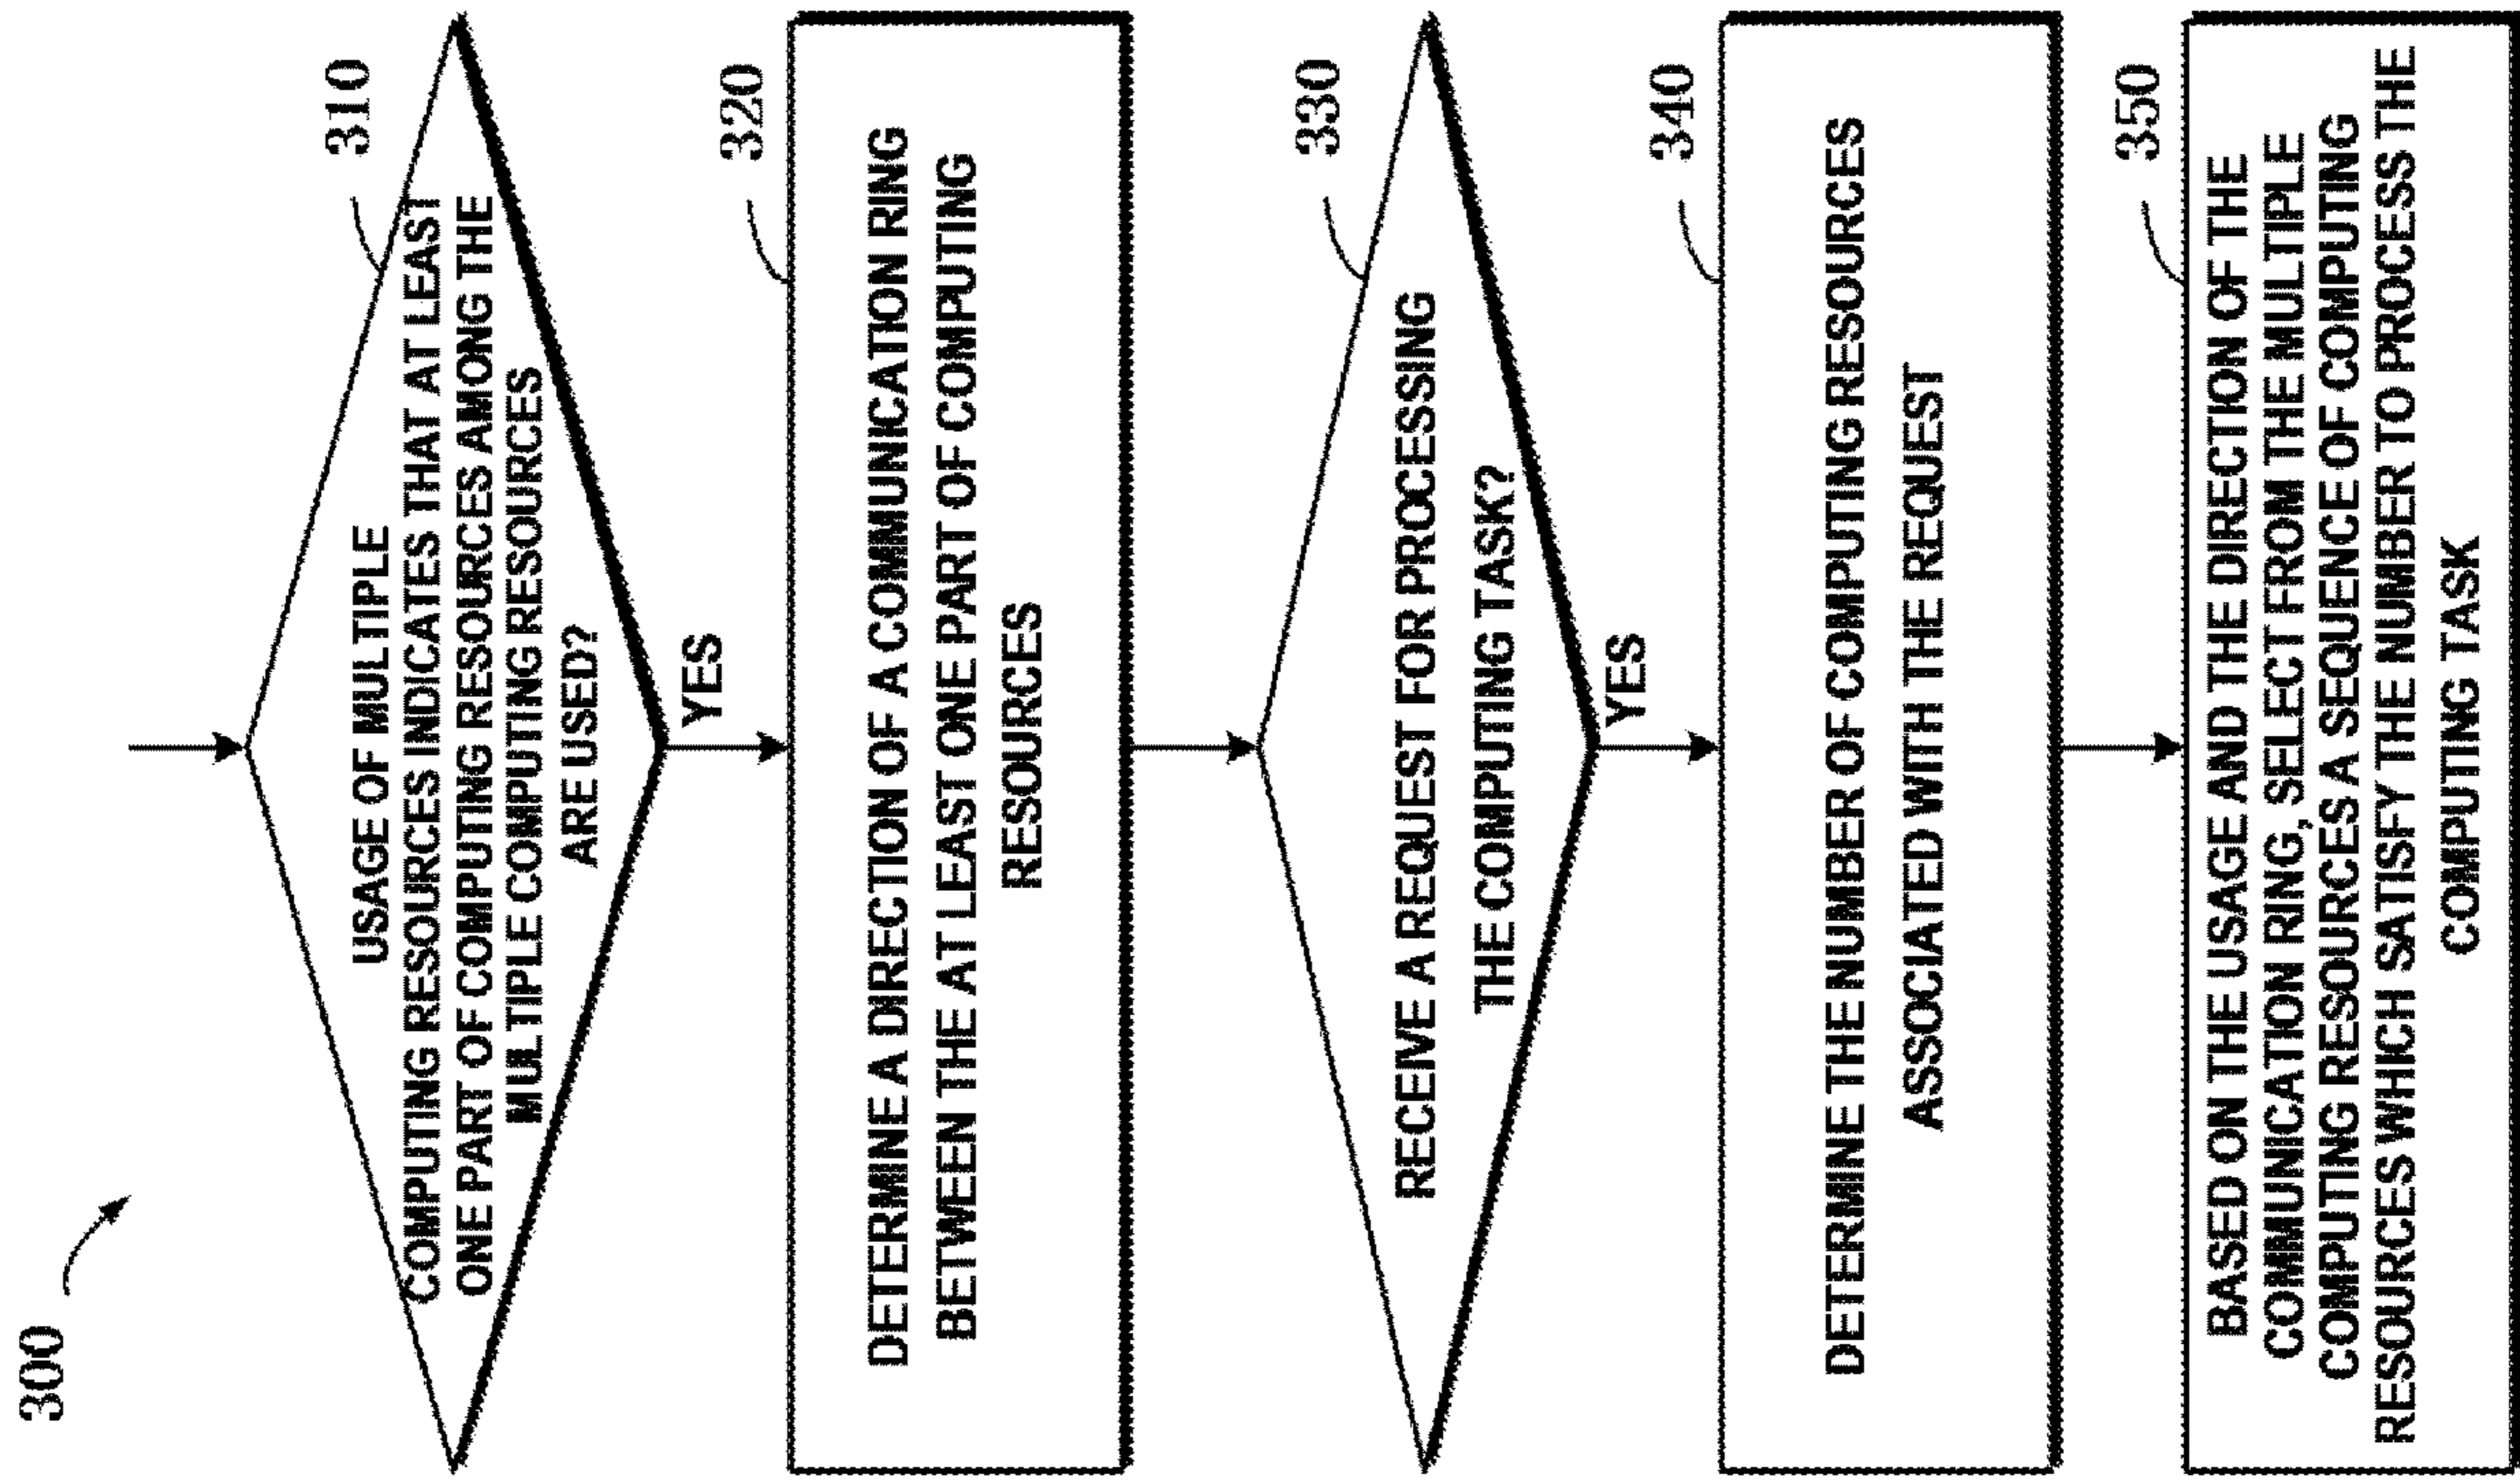 300
310
USAGE OF MULTIPLE
COMPUTING RESOURCES INDICATES THAT AT LEAST
ONE PART OF COMPUTING RESOURCES AMONG THE
MULTIPLE COMPUTING RESOURCES
ARE USED?
YES
320
DETERMINE A DIRECTION OF A COMMUNICATION RING
BETWEEN THE AT LEAST ONE PART OF COMPUTING
RESOURCES
330
RECEIVE A REQUEST FOR PROCESSING
THE COMPUTING TASK?
YES
340
DETERMINE THE NUMBER OF COMPUTING RESOURCES
ASSOCIATED WITH THE REQUEST
350
BASED ON THE USAGE AND THE DIRECTION OF THE
COMMUNICATION RING, SELECT FROM THE MULTIPLE
COMPUTING RESOURCES A SEQUENCE OF COMPUTING
RESOURCES WHICH SATISFY THE NUMBER TO PROCESS THE
COMPUTING TASK